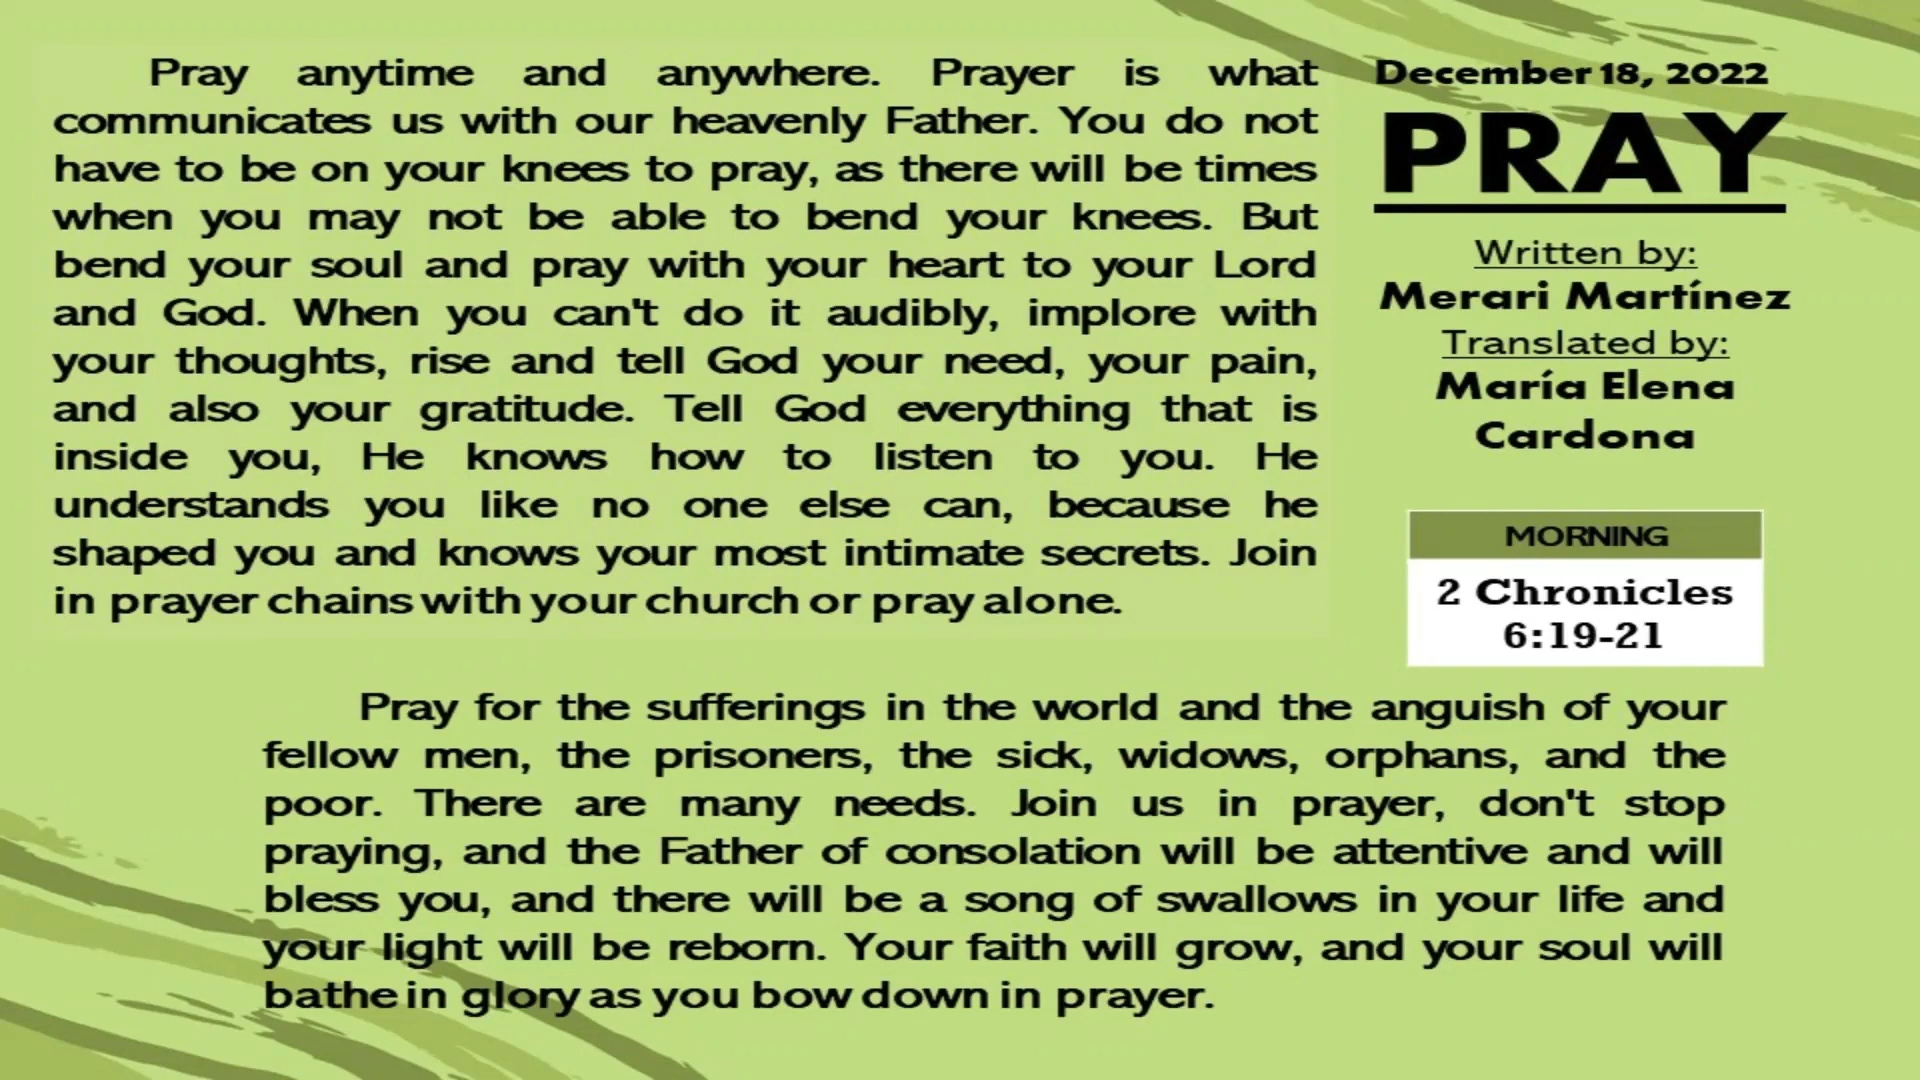 Pray anytime and anywhere. Prayer is what
communicates us with our heavenly Father. You do not
have to be on your knees to pray, as there will be times
when you may not be able to bend your knees. But
bend your soul and pray with your heart to your Lord
and God. When you can't do it audibly, implore with
your thoughts, rise and tell God your need, your pain,
and also your gratitude. Tell God everything that is
inside you, He knows how to listen to you. He
understands you like no one else can, because he
shaped you and knows your most intimate secrets. Join
in prayer chains with your church or pray alone.
December 18, 2022
PRAY
Written by:
Merari Martínez
Translated by:
María Elena
Cardona
MORNING
2 Chronicles
6:19-21
Pray for the sufferings in the world and the anguish of your
fellow men, the prisoners, the sick, widows, orphans, and the
poor. There are many needs. Join us in prayer, don't stop
praying, and the Father of consolation will be attentive and will
bless you, and there will be a song of swallows in your life and
your light will be reborn. Your faith will grow, and your soul will
bathe in glory as you bow down in prayer.